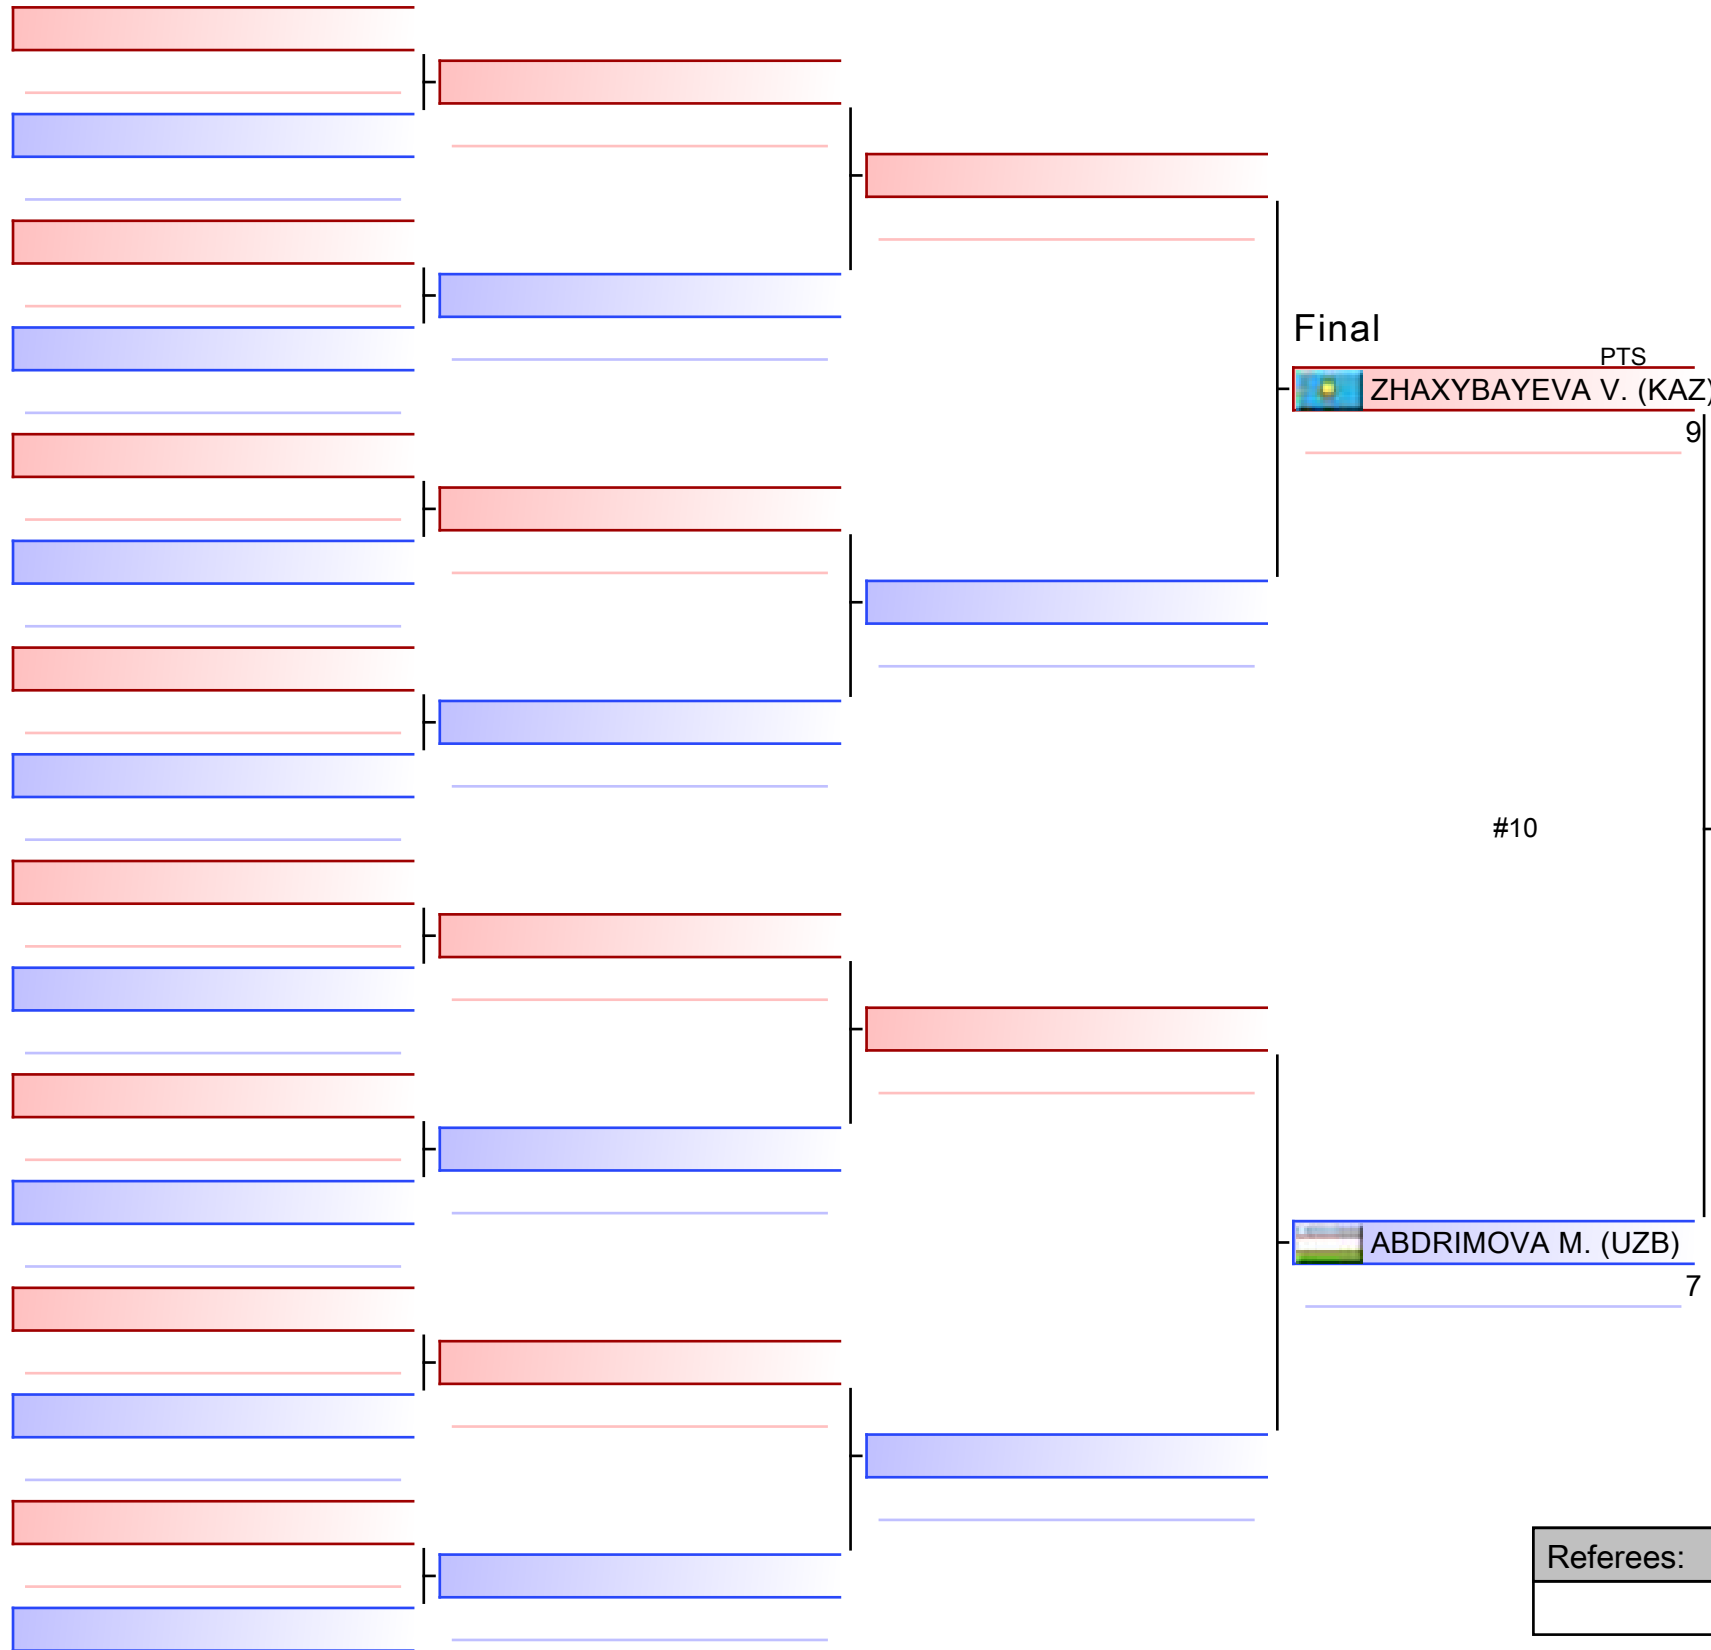 Final
PTS
ZHAXYBAYEVA V. (KAZ)
9
#10
ABDRIMOVA M. (UZB)
7
Referees: